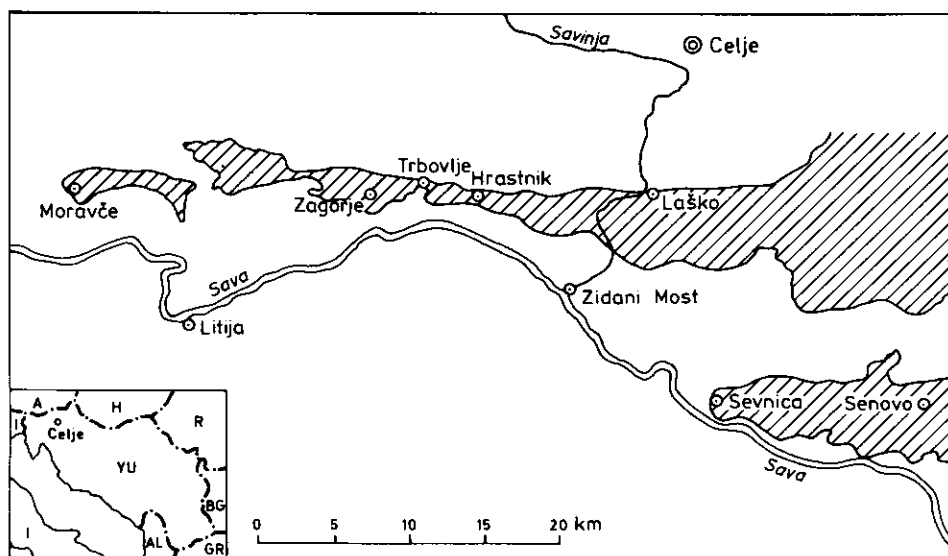 Savinja
Celje
Trbovlje
Hrastnik
Moravče
Zagorje
Laško
Sava
Zidani Most
Litija
A
H
I
Celje
R
Sevnica
Senovo
YU
Sava
BG
I
AL
GR
0 5 10 15 20 km